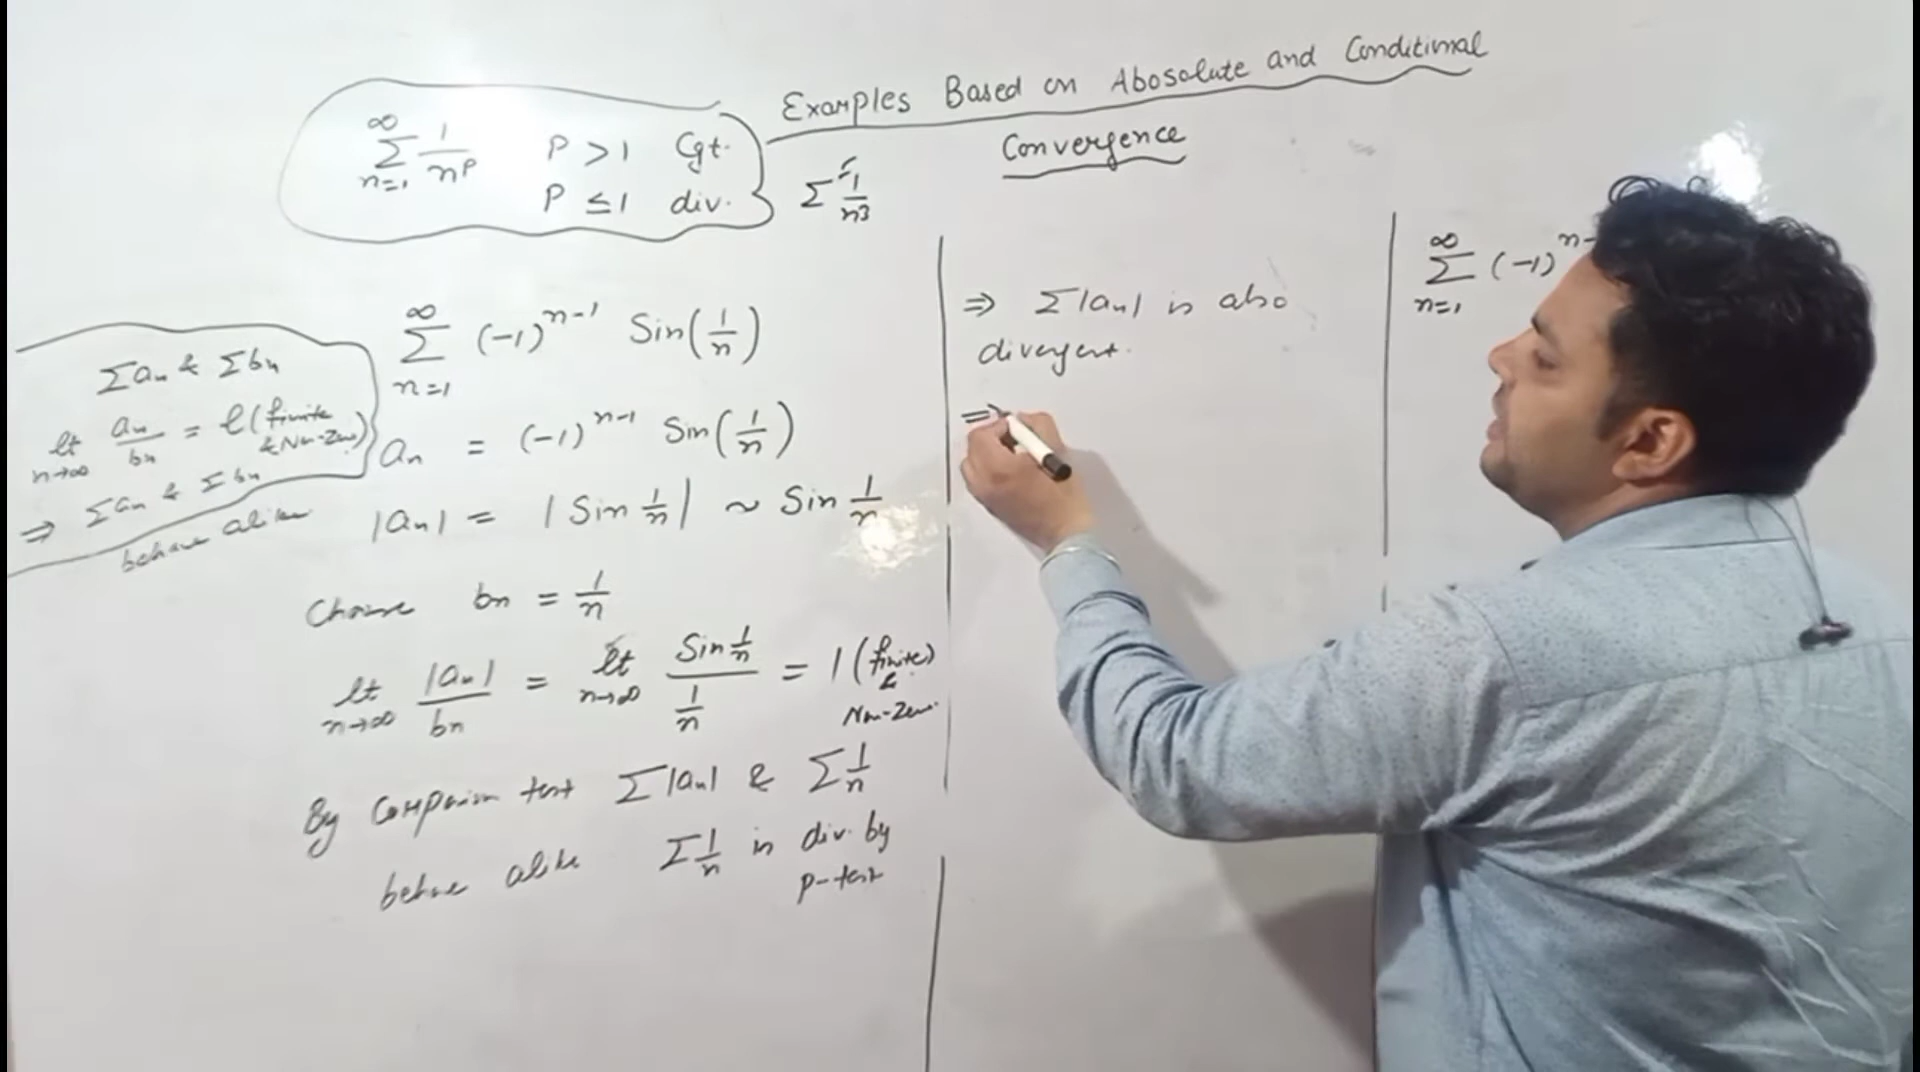 Examples Based on Abosolute and Conditional
Convergence
∞
Σ 1/n^p   P > 1   Cgt.
n=1   P ≤ 1   div.
Σ 1/n3
Σan & Σbn
lt an/bn = l (finite
n→∞   & Non-Zero)
⇒ Σan & Σbn
behave alike
∞
Σ (-1)^n-1 Sin(1/n)
n=1
an = (-1)^n-1 Sin(1/n)
|an| = |Sin 1/n| ~ Sin 1/n
Choose bn = 1/n
lt |an|/bn = lt Sin 1/n / 1/n = 1 (finite)
n→∞   n→∞   &
Non-Zero.
By Comparison test Σ|an| & Σ1/n
behave alike   Σ1/n is div. by
p-test
⇒ Σ|an| is also
divergent.
⇒
∞
Σ (-1)^n-
n=1